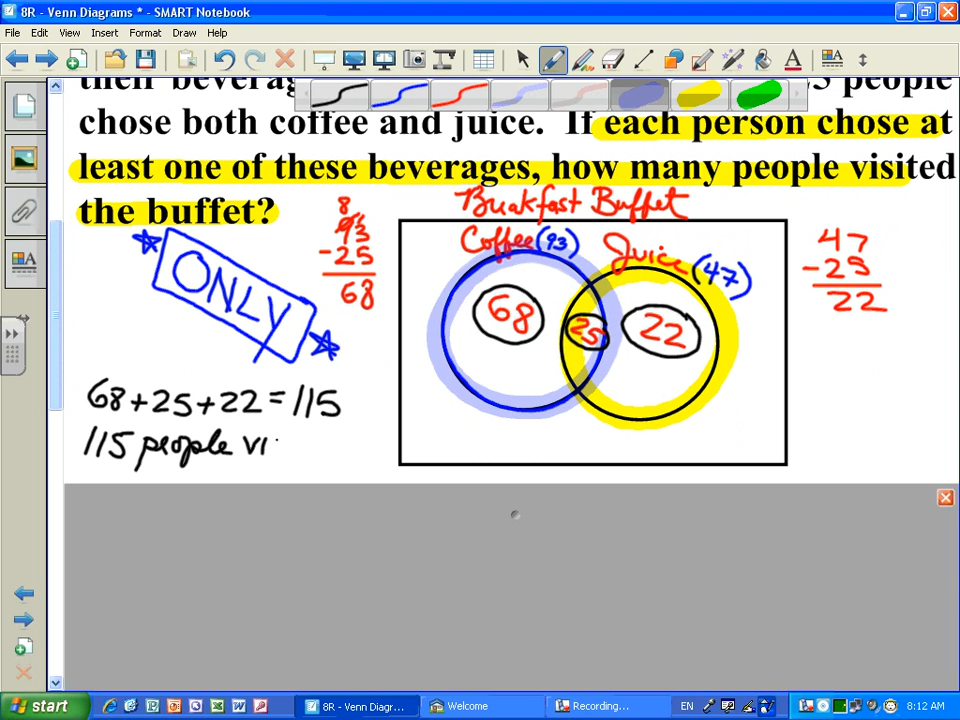 8R - Venn Diagrams * - SMART Notebook
File Edit View Insert Format Draw Help
their beverag 5 people
chose both coffee and juice. If each person chose at
least one of these beverages, how many people visited
the buffet?
Breakfast Buffet
Coffee (93) Juice (47)
8
93
-25
68
47
-25
22
ONLY
68 25 22
68+25+22=115
115 people vi
start
8R - Venn Diagr...
Welcome
Recording...
EN
8:12 AM